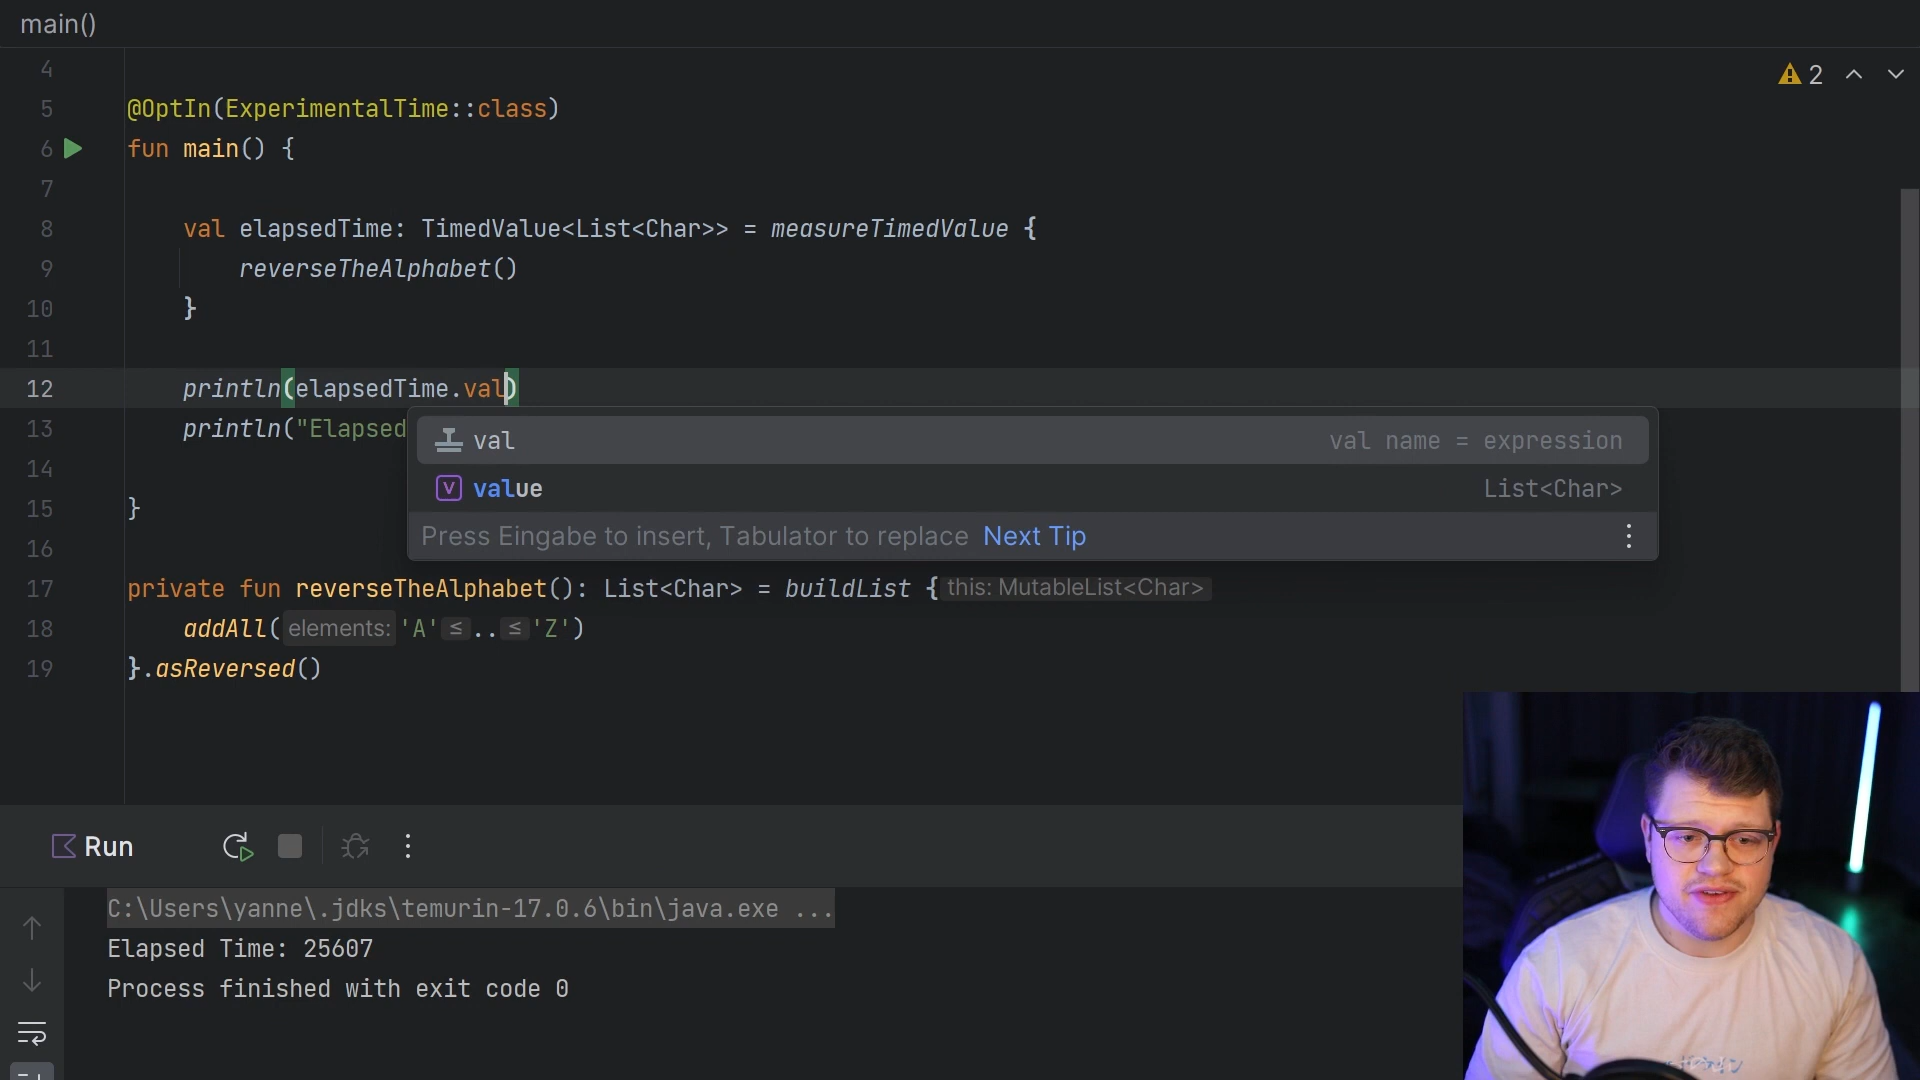 main()
4
5 @OptIn(ExperimentalTime::class)
2
6 fun main() {
7
8 val elapsedTime: TimedValue<List<Char>> = measureTimedValue {
9 reverseTheAlphabet()
10 }
11
12 println(elapsedTime.val)
13 println("Elapsed
val val name = expression
value List<Char>
Press Eingabe to insert, Tabulator to replace Next Tip
14
15 }
16
17 private fun reverseTheAlphabet(): List<Char> = buildList { this: MutableList<Char>
18 addAll( elements: 'A' ≤ .. ≤ 'Z')
19 }.asReversed()
Run
C:\Users\yanne\.jdks\temurin-17.0.6\bin\java.exe ...
Elapsed Time: 25607
Process finished with exit code 0